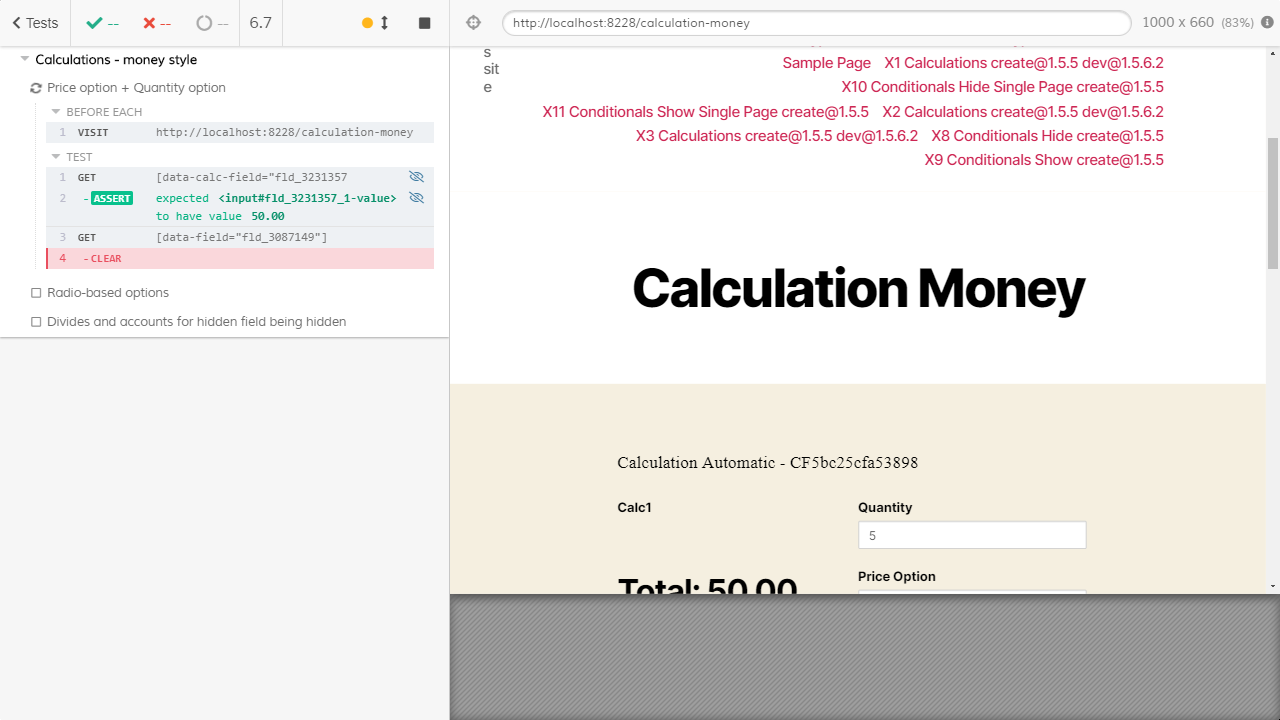 Tests
--
--
--
6.7
http://localhost:8228/calculation-money
1000 x 660 (83%)
Calculations - money style
Price option + Quantity option
BEFORE EACH
1 VISIT http://localhost:8228/calculation-money
TEST
1 GET [data-calc-field="fld_3231357
2 - ASSERT expected <input#fld_3231357_1-value>
to have value 50.00
3 GET [data-field="fld_3087149"]
4 - CLEAR
Radio-based options
Divides and accounts for hidden field being hidden
s
sit
e
Sample Page X1 Calculations create@1.5.5 dev@1.5.6.2
X10 Conditionals Hide Single Page create@1.5.5
X11 Conditionals Show Single Page create@1.5.5 X2 Calculations create@1.5.5 dev@1.5.6.2
X3 Calculations create@1.5.5 dev@1.5.6.2 X8 Conditionals Hide create@1.5.5
X9 Conditionals Show create@1.5.5
Calculation Money
Calculation Automatic - CF5bc25cfa53898
Calc1
Quantity
5
Total: 50.00
Price Option